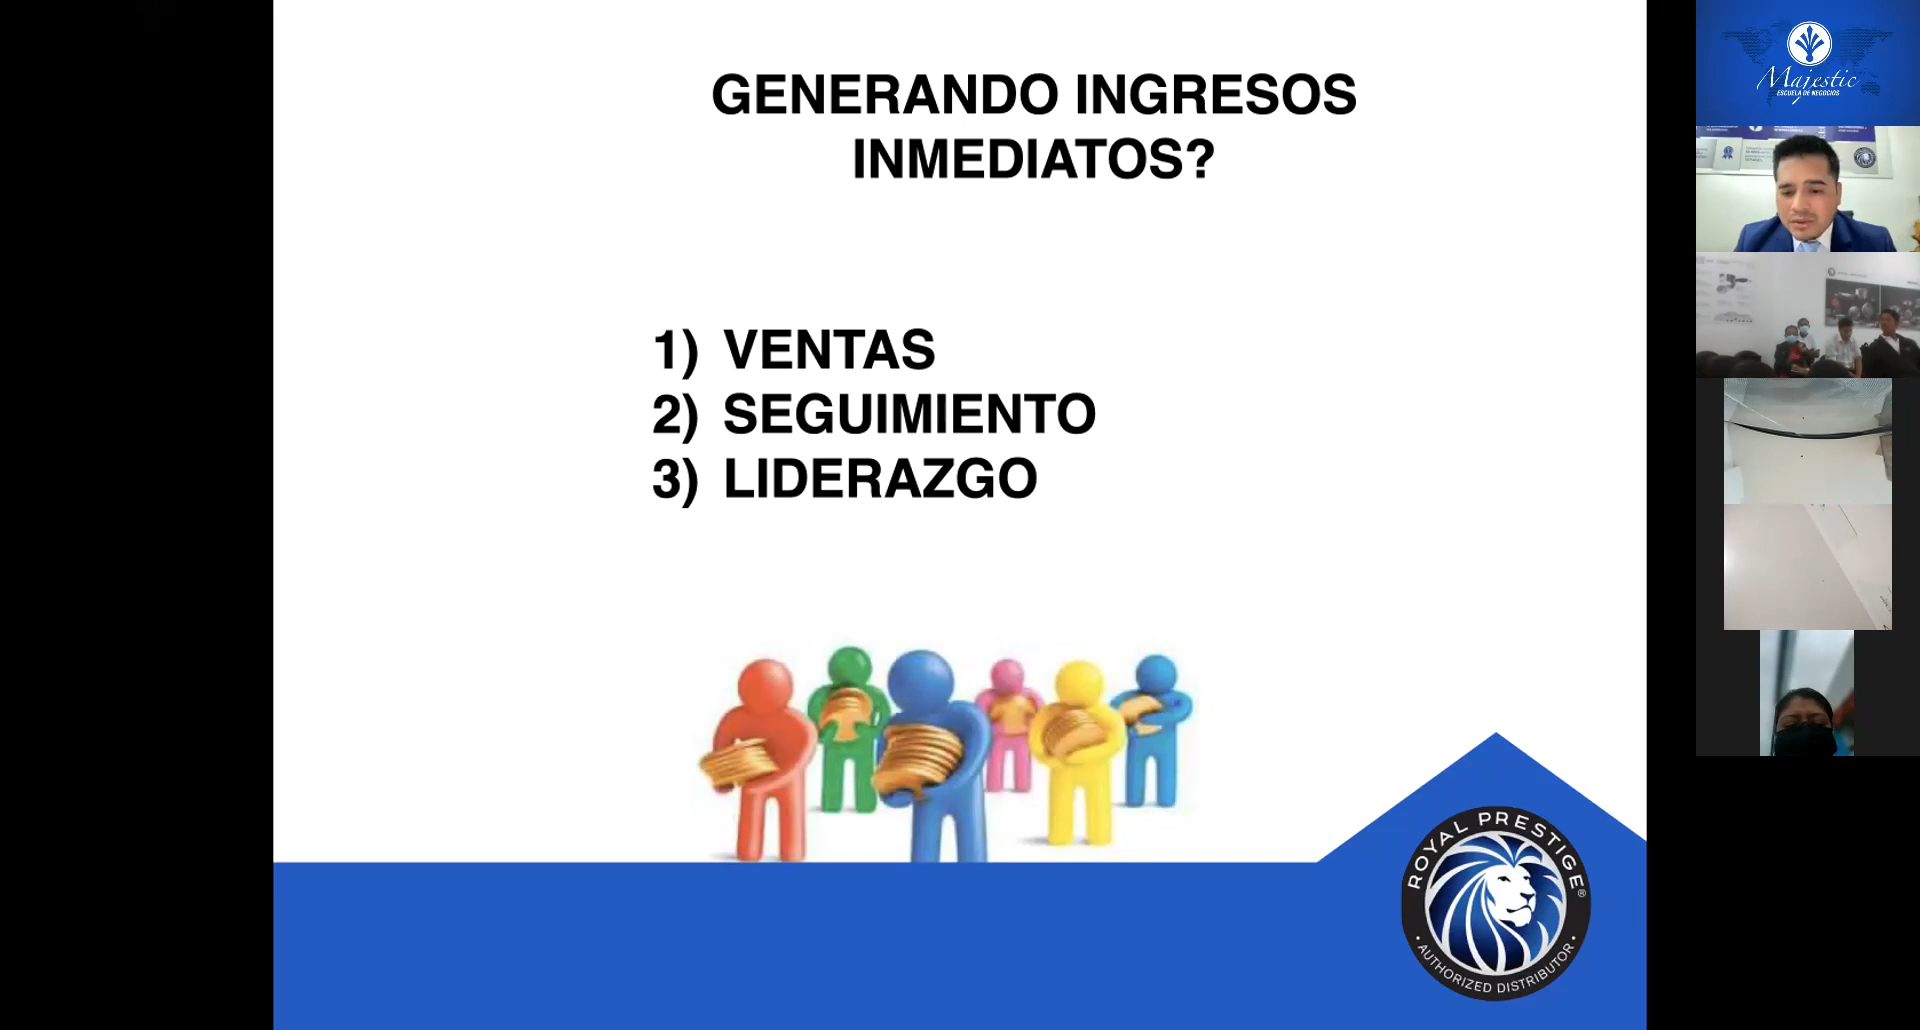 GENERANDO INGRESOS
INMEDIATOS?
1) VENTAS
2) SEGUIMIENTO
3) LIDERAZGO
ROYAL PRESTIGE®
• AUTHORIZED DISTRIBUTOR •
Majestic
ESCUELA DE NEGOCIOS